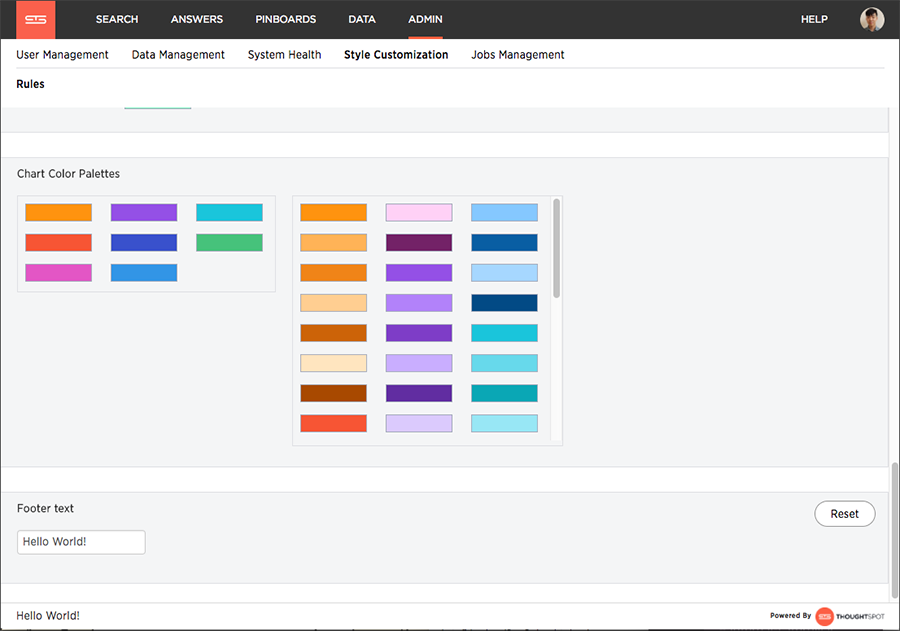 SEARCH ANSWERS PINBOARDS DATA ADMIN HELP
User Management Data Management System Health Style Customization Jobs Management
Rules
Chart Color Palettes
Footer text
Reset
Hello World!
Hello World! Powered By THOUGHTSPOT